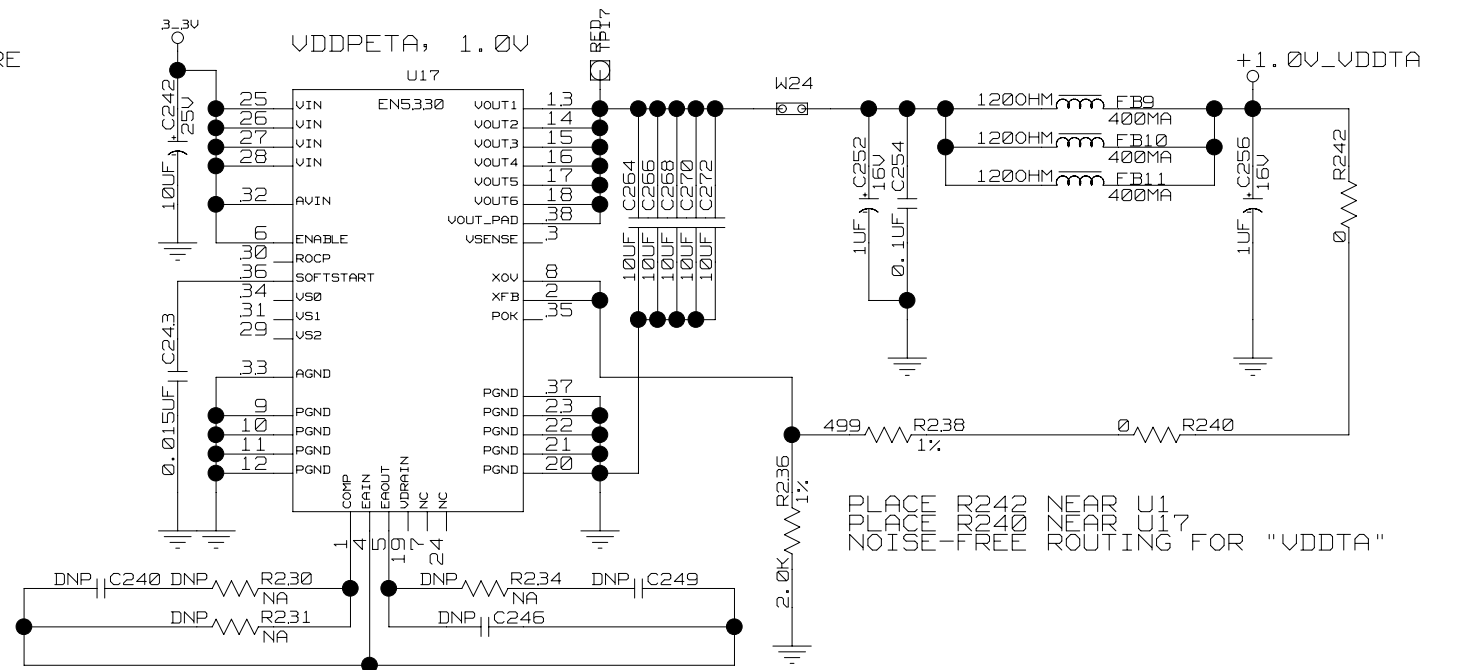 RE
3_3V
VDDPETA, 1.0V
RED
TP17
+1.0V_VDDTA
U17
EN5330
W24
C242
25V
10UF
25 VIN
26 VIN
27 VIN
28 VIN
32 AVIN
6 ENABLE
30 ROCP
36 SOFTSTART
34 VS0
31 VS1
29 VS2
33 AGND
9 PGND
10 PGND
11 PGND
12 PGND
VOUT1 13
VOUT2 14
VOUT3 15
VOUT4 16
VOUT5 17
VOUT6 18
VOUT_PAD 38
VSENSE 3
XOV 8
XFB 2
POK 35
PGND 37
PGND 23
PGND 22
PGND 21
PGND 20
COMP 1
EAIN 4
EAOUT 5
VDRAIN 19
NC 7
NC 24
C243
0.015UF
C264 10UF
C266 10UF
C268 10UF
C270 10UF
C272 10UF
C252
16V
1UF
C254
0.1UF
120OHM FB9
400MA
120OHM FB10
400MA
120OHM FB11
400MA
C256
16V
1UF
R242
0
499 R238
1%
0 R240
R236
1%
2.0K
PLACE R242 NEAR U1
PLACE R240 NEAR U17
NOISE-FREE ROUTING FOR "VDDTA"
DNP C240 DNP R230
NA
DNP R231
NA
DNP R234 DNP C249
NA
DNP C246